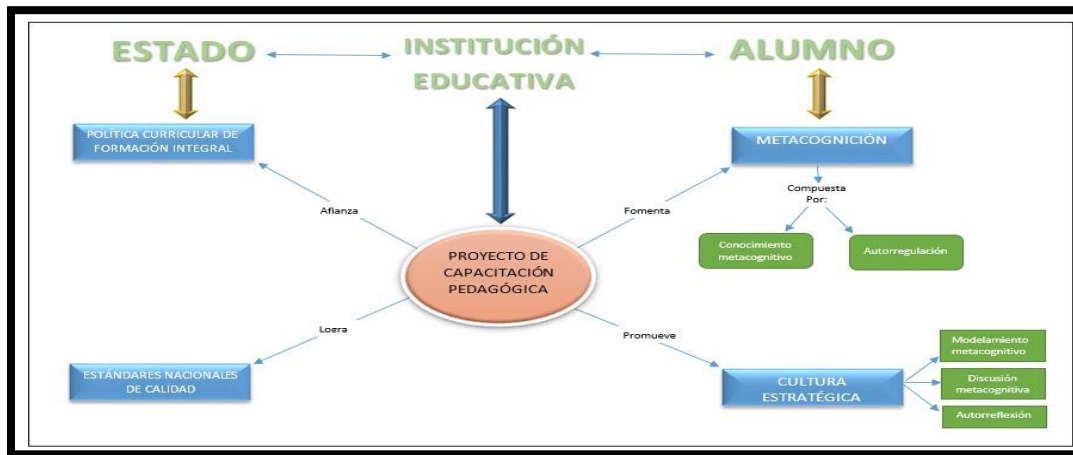 ESTADO
INSTITUCIÓN
EDUCATIVA
ALUMNO
POLÍTICA CURRICULAR DE
FORMACIÓN INTEGRAL
METACOGNICIÓN
Compuesta
Por:
Afianza
Fomenta
Conocimiento
metacognitivo
Autorregulación
PROYECTO DE
CAPACITACIÓN
PEDAGÓGICA
Logra
Promueve
ESTÁNDARES NACIONALES
DE CALIDAD
CULTURA
ESTRATÉGICA
Modelamiento
metacognitivo
Discusión
metacognitiva
Autorreflexión